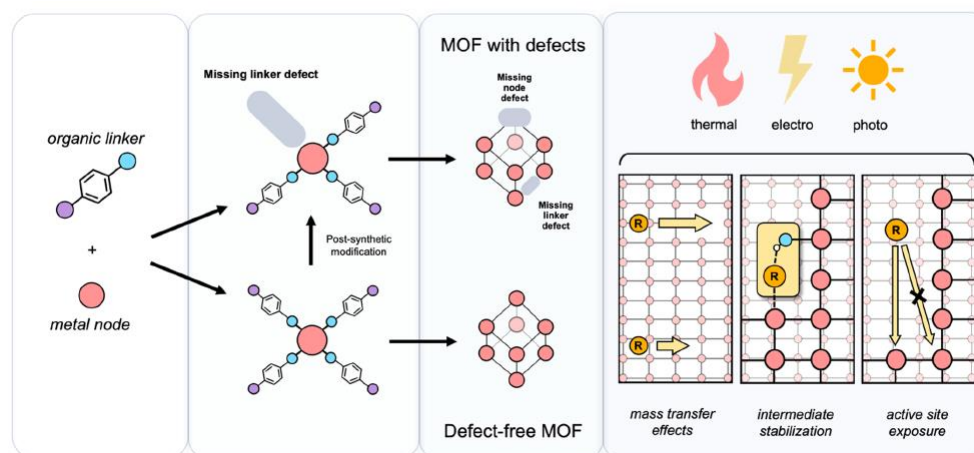 organic linker
+
metal node
Missing linker defect
Post-synthetic
modification
MOF with defects
Missing
node
defect
Missing
linker
defect
Defect-free MOF
thermal
electro
photo
R
R
R
R
mass transfer
effects
intermediate
stabilization
active site
exposure